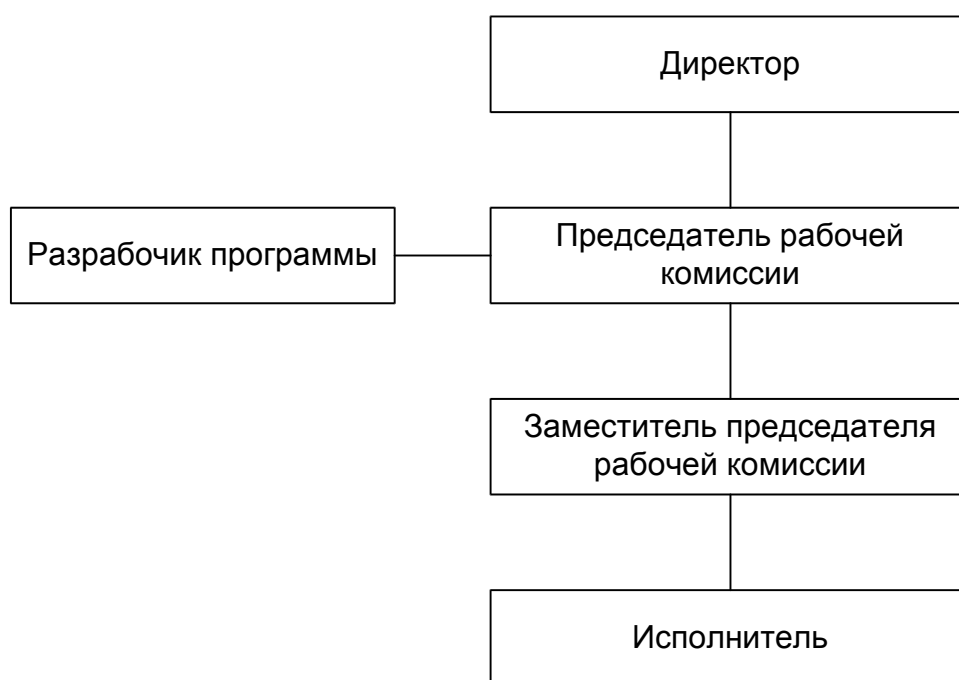 Директор
Разрабочик программы
Председатель рабочей
комиссии
Заместитель председателя
рабочей комиссии
Исполнитель